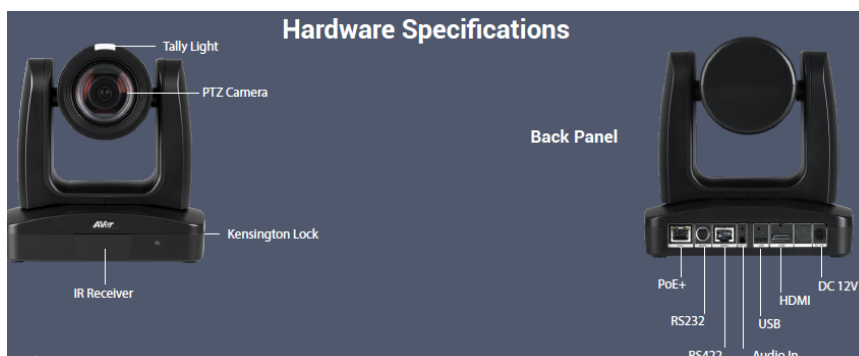 Hardware Specifications
Tally Light
PTZ Camera
Back Panel
AVer
Kensington Lock
IR Receiver
PoE+
DC 12V
HDMI
RS232
USB
RS422
Audio In